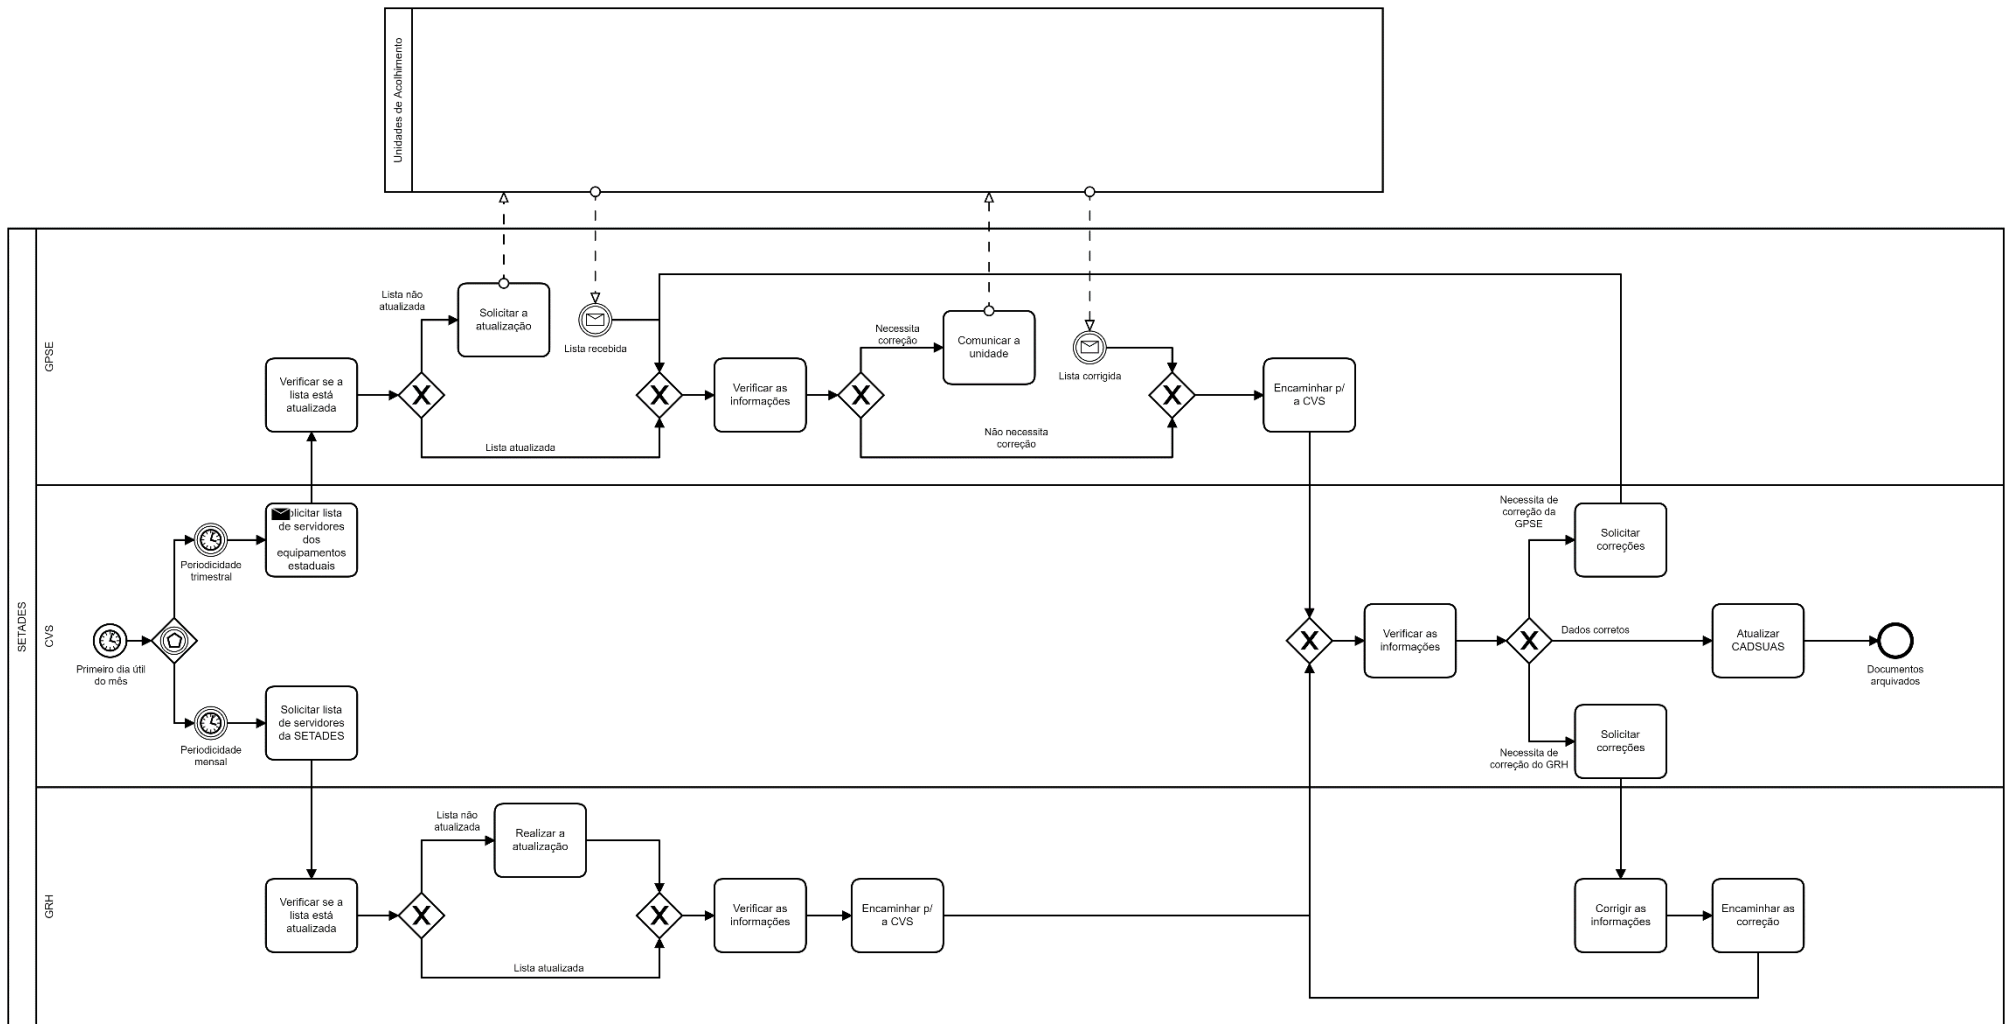 Unidades de Acolhimento
SETADES
GPSE
Verificar se a
lista está
atualizada
Lista não
atualizada
Solicitar a
atualização
Lista recebida
Lista atualizada
Verificar as
informações
Necessita
correção
Comunicar a
unidade
Lista corrigida
Não necessita
correção
Encaminhar p/
a CVS
CVS
Primeiro dia útil
do mês
Periodicidade
trimestral
olicitar lista
de servidores
dos
equipamentos
estaduais
Periodicidade
mensal
Solicitar lista
de servidores
da SETADES
Verificar as
informações
Necessita de
correção da
GPSE
Solicitar
correções
Dados corretos
Atualizar
CADSUAS
Documentos
arquivados
Necessita de
correção do GRH
Solicitar
correções
GRH
Verificar se a
lista está
atualizada
Lista não
atualizada
Realizar a
atualização
Lista atualizada
Verificar as
informações
Encaminhar p/
a CVS
Corrigir as
informações
Encaminhar as
correção